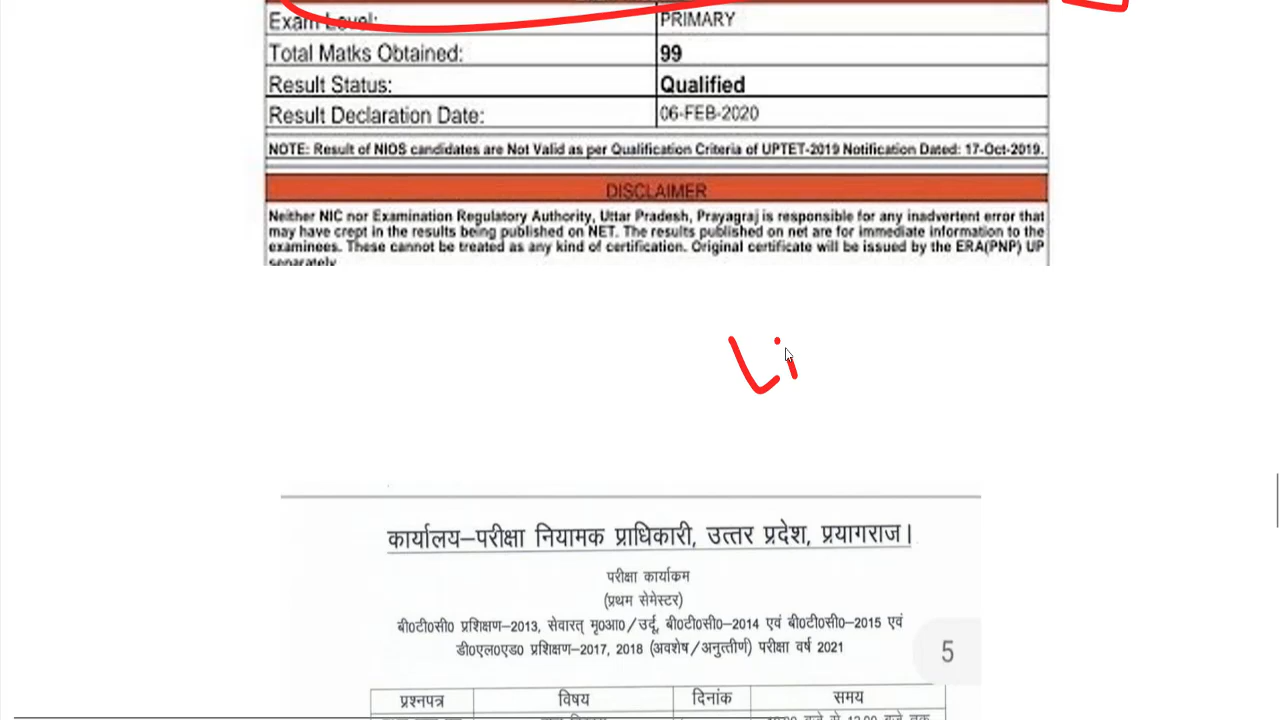 Exam Level: PRIMARY
Total Matks Obtained: 99
Result Status: Qualified
Result Declaration Date: 06-FEB-2020
NOTE: Result of NIOS candidates are Not Valid as per Qualification Criteria of UPTET-2019 Notification Dated: 17-Oct-2019.
DISCLAIMER
Neither NIC nor Examination Regulatory Authority, Uttar Pradesh, Prayagraj is responsible for any inadvertent error that
may have crept in the results being published on NET. The results published on net are for immediate information to the
examinees. These cannot be treated as any kind of certification. Original certificate will be issued by the ERA(PNP) UP
separately
Li
कार्यालय–परीक्षा नियामक प्राधिकारी, उत्तर प्रदेश, प्रयागराज।
परीक्षा कार्यक्रम
(प्रथम सेमेस्टर)
बी0टी0सी0 प्रशिक्षण–2013, सेवारत् मृ0आ0/उर्दू, बी0टी0सी0–2014 एवं बी0टी0सी0–2015 एवं
डी0एल0एड0 प्रशिक्षण–2017, 2018 (अवशेष/अनुत्तीर्ण) परीक्षा वर्ष 2021
5
प्रश्नपत्र विषय दिनांक समय